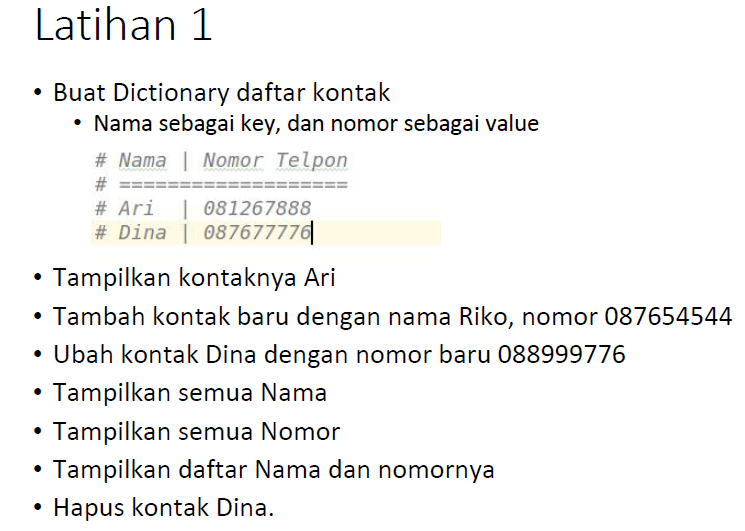 Latihan 1
• Buat Dictionary daftar kontak
• Nama sebagai key, dan nomor sebagai value
# Nama | Nomor Telpon
# ===================
# Ari | 081267888
# Dina | 087677776
• Tampilkan kontaknya Ari
• Tambah kontak baru dengan nama Riko, nomor 087654544
• Ubah kontak Dina dengan nomor baru 088999776
• Tampilkan semua Nama
• Tampilkan semua Nomor
• Tampilkan daftar Nama dan nomornya
• Hapus kontak Dina.